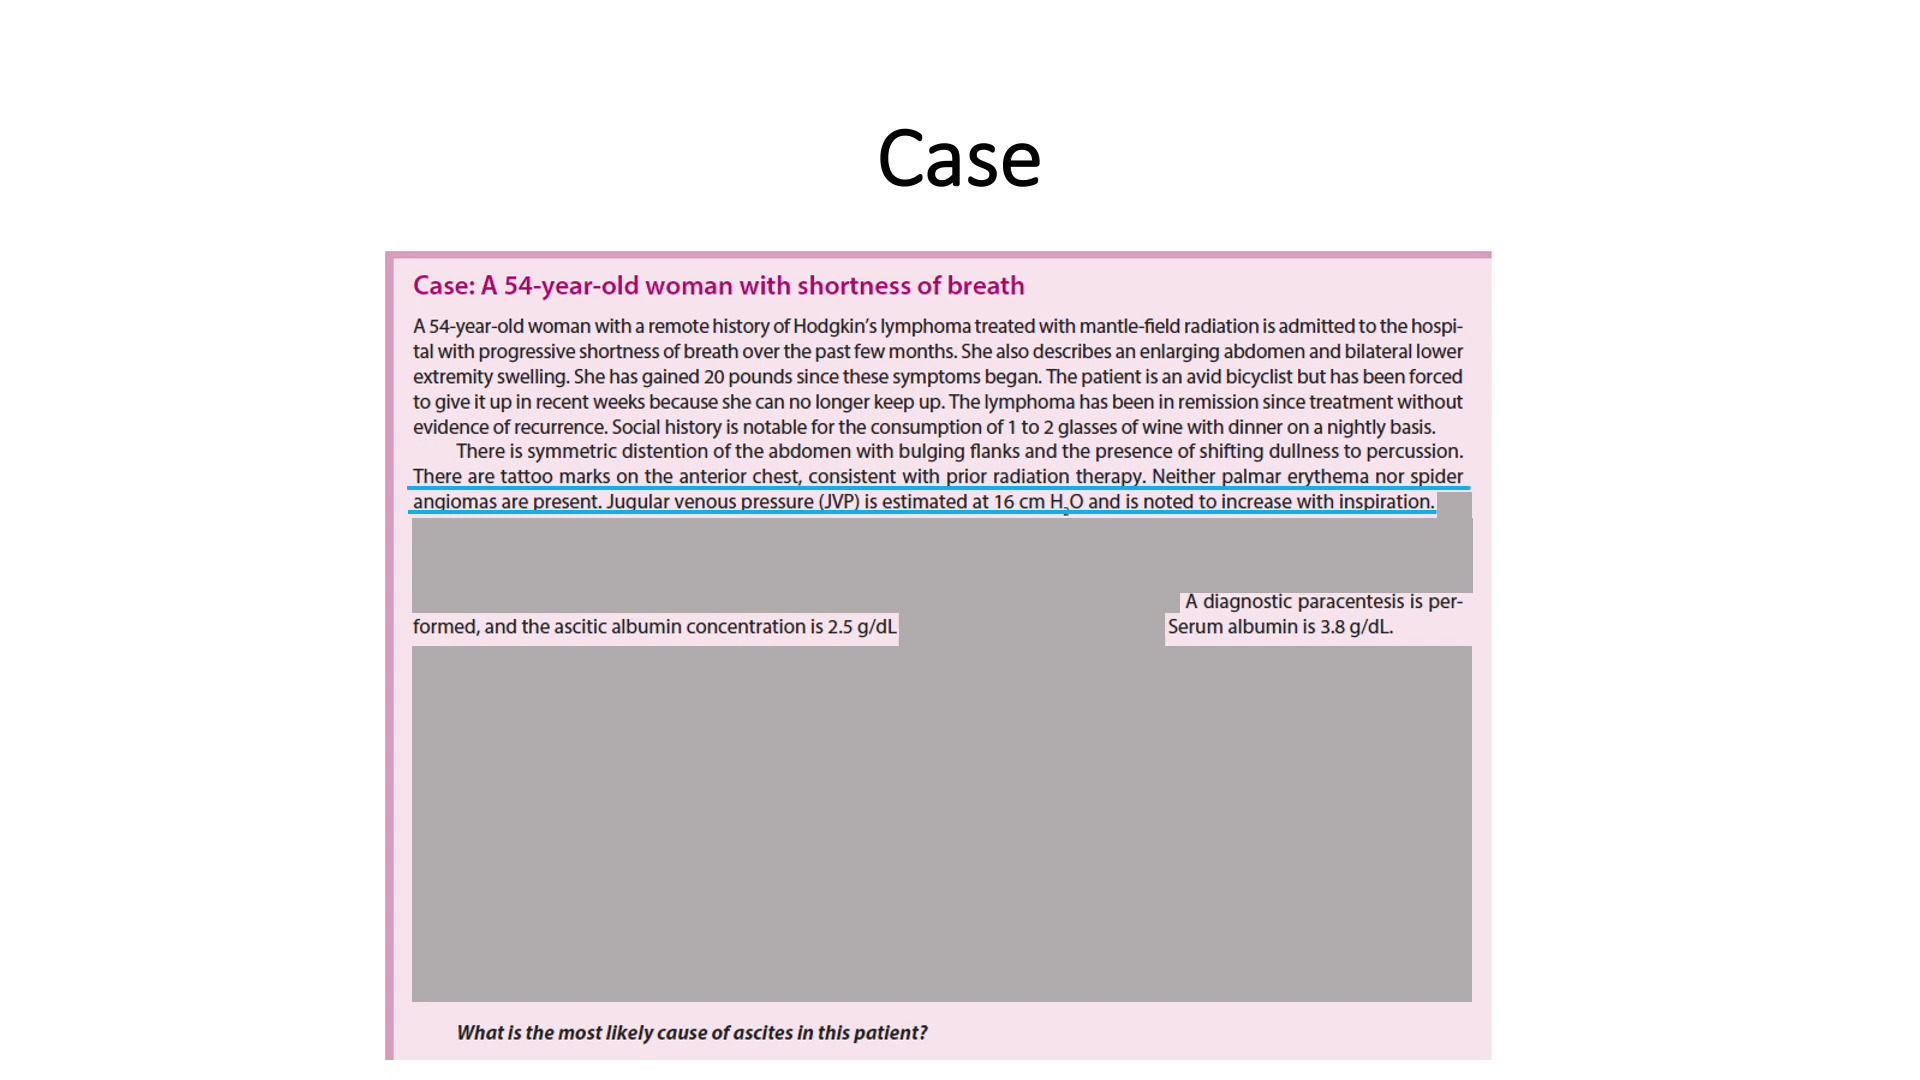 Case
Case: A 54-year-old woman with shortness of breath
A 54-year-old woman with a remote history of Hodgkin's lymphoma treated with mantle-field radiation is admitted to the hospi-
tal with progressive shortness of breath over the past few months. She also describes an enlarging abdomen and bilateral lower
extremity swelling. She has gained 20 pounds since these symptoms began. The patient is an avid bicyclist but has been forced
to give it up in recent weeks because she can no longer keep up. The lymphoma has been in remission since treatment without
evidence of recurrence. Social history is notable for the consumption of 1 to 2 glasses of wine with dinner on a nightly basis.
There is symmetric distention of the abdomen with bulging flanks and the presence of shifting dullness to percussion.
There are tattoo marks on the anterior chest, consistent with prior radiation therapy. Neither palmar erythema nor spider
angiomas are present. Jugular venous pressure (JVP) is estimated at 16 cm H₂O and is noted to increase with inspiration.
A diagnostic paracentesis is per-
formed, and the ascitic albumin concentration is 2.5 g/dL
Serum albumin is 3.8 g/dL.
What is the most likely cause of ascites in this patient?